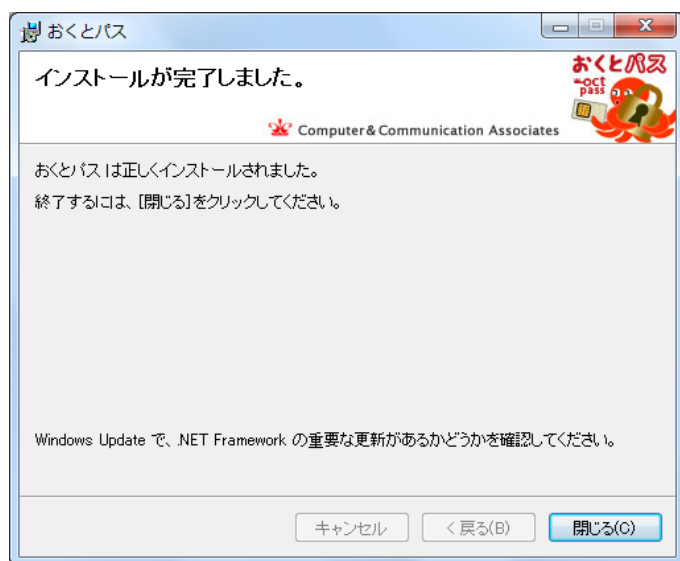 おくとパス
インストールが完了しました。
おくとパス
oct
pass
Computer & Communication Associates
おくとパス は正しくインストールされました。
終了するには、[閉じる]をクリックしてください。
Windows Update で、.NET Framework の重要な更新があるかどうかを確認してください。
キャンセル
< 戻る(B)
閉じる(C)